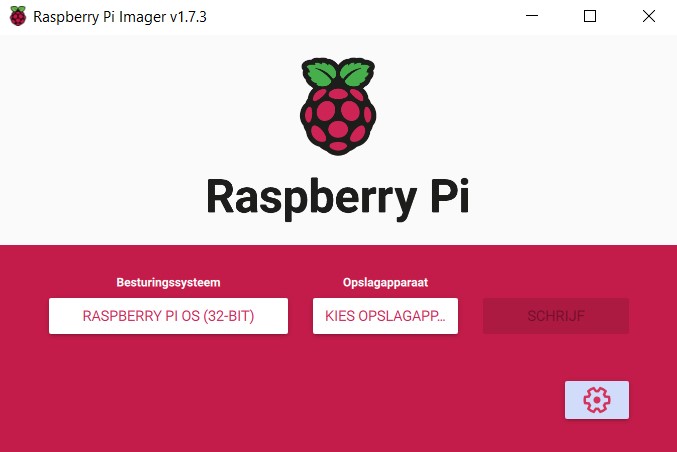 Raspberry Pi Imager v1.7.3
Raspberry Pi
Besturingssysteem
Opslagapparaat
RASPBERRY PI OS (32-BIT)
KIES OPSLAGAPP...
SCHRIJF